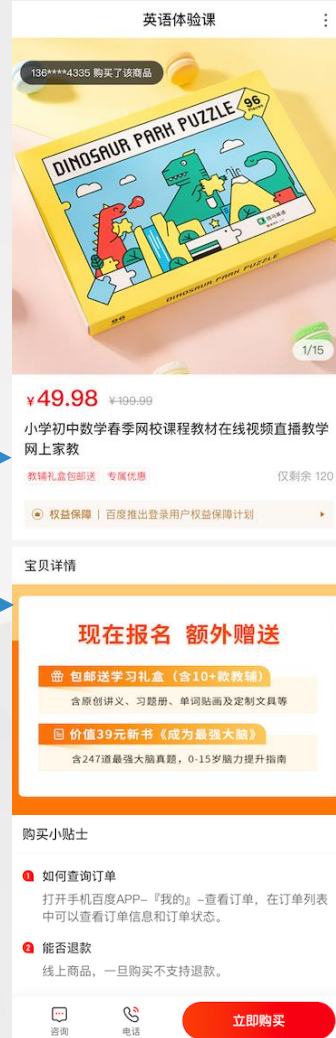 英语体验课
136****4335 购买了该商品
DINOSAUR PARK PUZZLE
96
PIECES
斑马英语
DINOSAUR PARK PUZZLE
96
1/15
¥49.98 ¥199.99
小学初中数学春季网校课程教材在线视频直播教学
网上家教
教辅礼盒包邮送 专属优惠 仅剩余 120
权益保障 | 百度推出登录用户权益保障计划
宝贝详情
现在报名 额外赠送
包邮送学习礼盒（含10+款教辅）
含原创讲义、习题册、单词贴画及定制文具等
价值39元新书《成为最强大脑》
含247道最强大脑真题，0-15岁脑力提升指南
购买小贴士
1 如何查询订单
打开手机百度APP-『我的』-查看订单，在订单列表
中可以查看订单信息和订单状态。
2 能否退款
线上商品，一旦购买不支持退款。
咨询 电话 立即购买